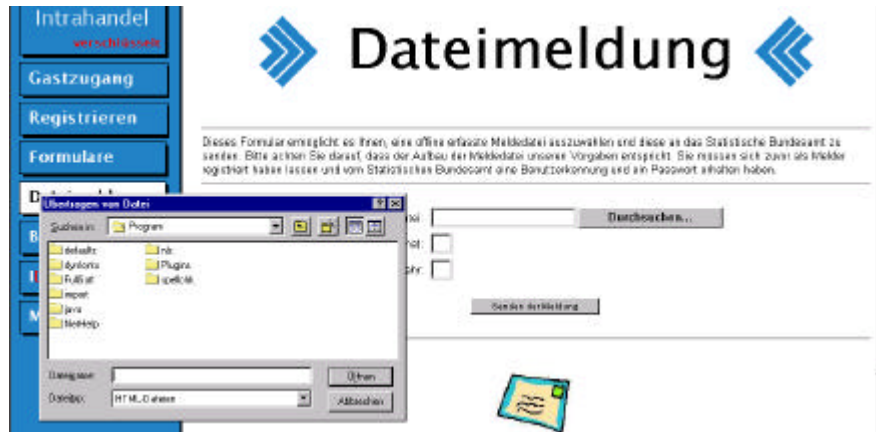 Intrahandel
verschlüsselt
Dateimeldung
Gastzugang
Registrieren
Formulare
Dieses Formular ermöglicht es Ihnen, eine offline erfasste Meldedatei auszuwählen und diese an das Statistische Bundesamt zu
senden. Bitte achten Sie darauf, dass der Aufbau der Meldedatei unseren Vorgaben entspricht. Sie müssen sich zuvor als Melder
registriert haben lassen und vom Statistischen Bundesamt eine Benutzerkennung und ein Passwort erhalten haben.
Übertragen von Datei
Suchen in: Program
Durchsuchen...
defaults
nls
dynfonts
Plugins
FullSoft
spellchk
import
java
NetHelp
Senden der Meldung
Dateiname:
Öffnen
Dateityp: HTML-Dateien
Abbrechen